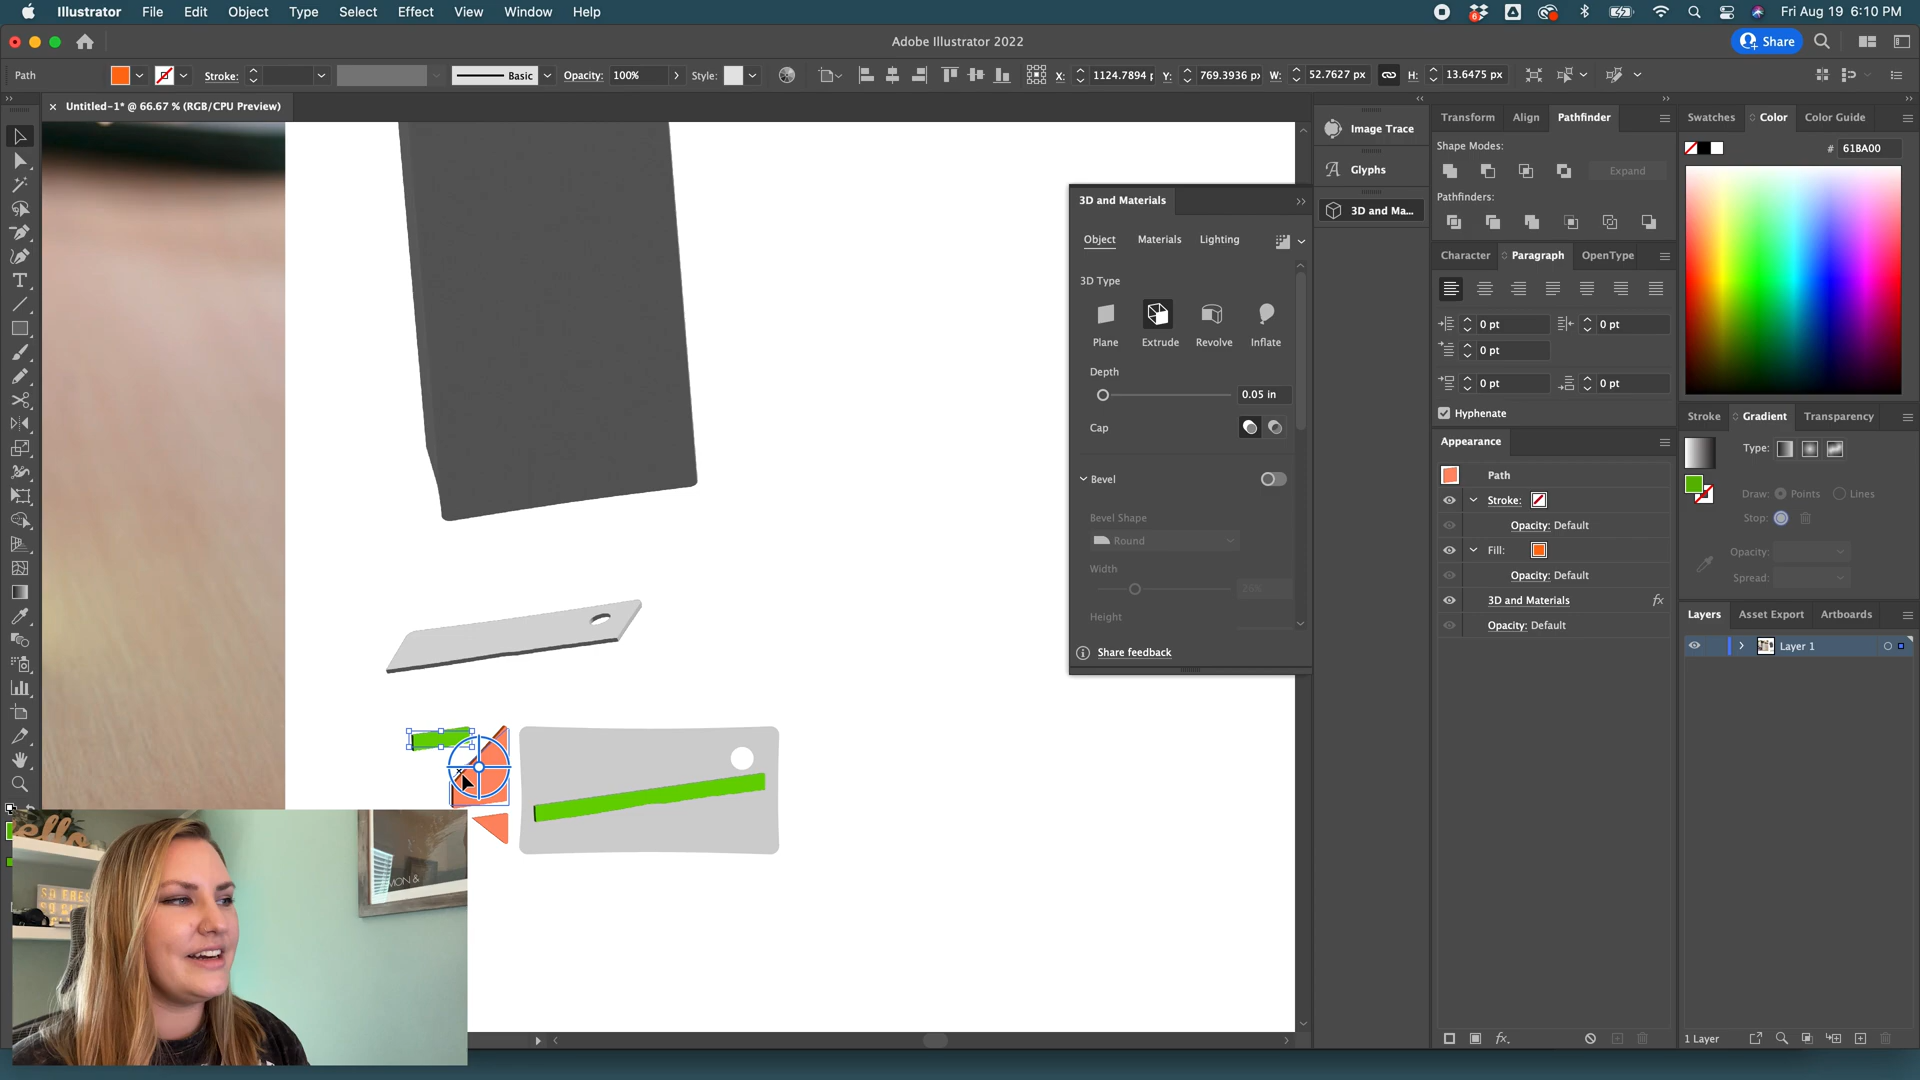 Illustrator File Edit Object Type Select Effect View Window Help
6
Fri Aug 19 6:10 PM
Adobe Illustrator 2022
Share
Path
Stroke:
Basic
Opacity: 100%
Style:
X: 1124.7894 p
Y: 769.3936 px
W: 52.7627 px
H: 13.6475 px
Untitled-1* @ 66.67 % (RGB/CPU Preview)
3D and Materials
Object Materials Lighting
3D Type
Plane Extrude Revolve Inflate
Depth
0.05 in
Cap
Bevel
Bevel Shape
Round
Width
26%
Height
Share feedback
Image Trace
Glyphs
3D and Ma...
Transform Align Pathfinder
Shape Modes:
Expand
Pathfinders:
Character Paragraph OpenType
0 pt 0 pt
0 pt
0 pt 0 pt
Hyphenate
Appearance
Path
Stroke:
Opacity: Default
Fill:
Opacity: Default
3D and Materials
fx
Opacity: Default
fx.
Swatches Color Color Guide
# 61BA00
Stroke Gradient Transparency
Type:
Draw: Points Lines
Stop:
Opacity:
Spread:
Layers Asset Export Artboards
Layer 1
1 Layer
hello
MON &